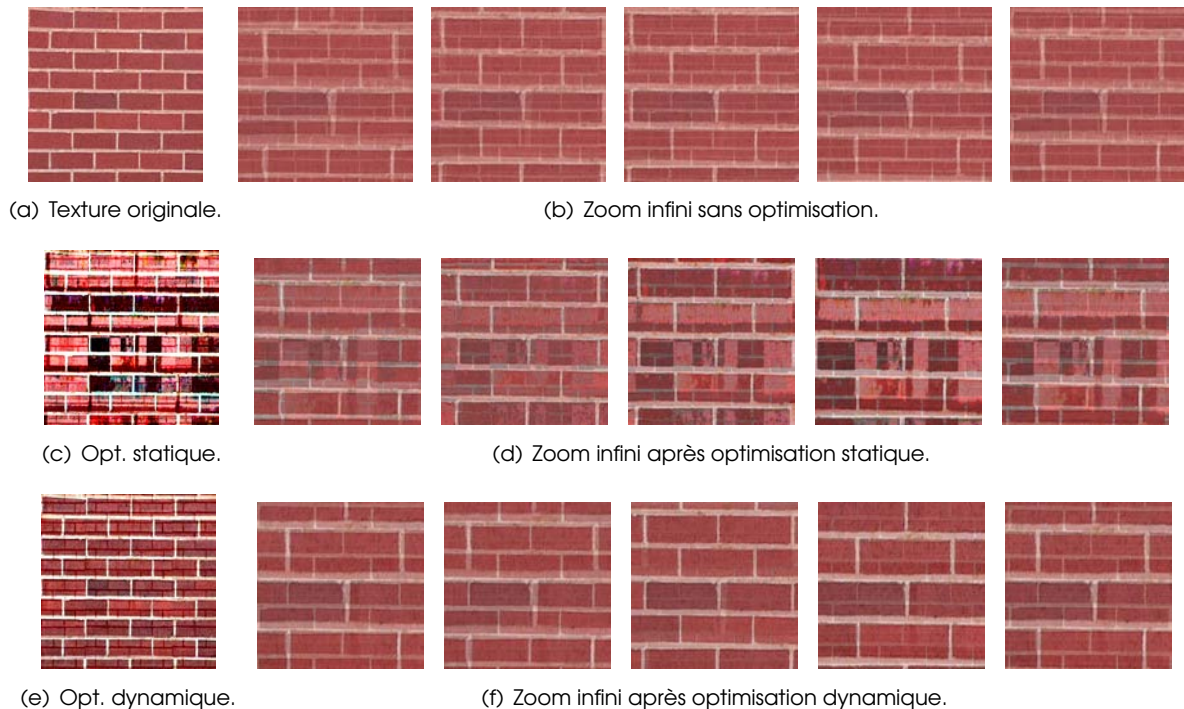 (a) Texture originale.
(b) Zoom infini sans optimisation.
(c) Opt. statique.
(d) Zoom infini après optimisation statique.
(e) Opt. dynamique.
(f) Zoom infini après optimisation dynamique.